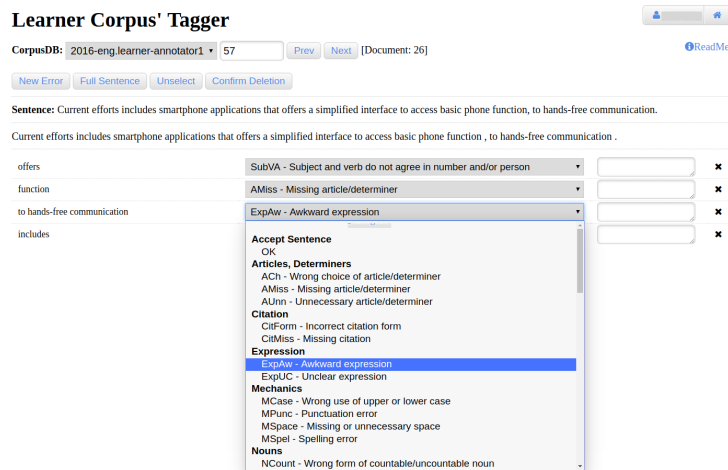 Learner Corpus' Tagger
CorpusDB: 2016-eng.learner-annotator1 57 Prev Next [Document: 26]
ReadMe
New Error Full Sentence Unselect Confirm Deletion
Sentence: Current efforts includes smartphone applications that offers a simplified interface to access basic phone function, to hands-free communication.
Current efforts includes smartphone applications that offers a simplified interface to access basic phone function , to hands-free communication .
offers SubVA - Subject and verb do not agree in number and/or person
function AMiss - Missing article/determiner
to hands-free communication ExpAw - Awkward expression
includes
Accept Sentence
OK
Articles, Determiners
ACh - Wrong choice of article/determiner
AMiss - Missing article/determiner
AUnn - Unnecessary article/determiner
Citation
CitForm - Incorrect citation form
CitMiss - Missing citation
Expression
ExpAw - Awkward expression
ExpUC - Unclear expression
Mechanics
MCase - Wrong use of upper or lower case
MPunc - Punctuation error
MSpace - Missing or unnecessary space
MSpel - Spelling error
Nouns
NCount - Wrong form of countable/uncountable noun